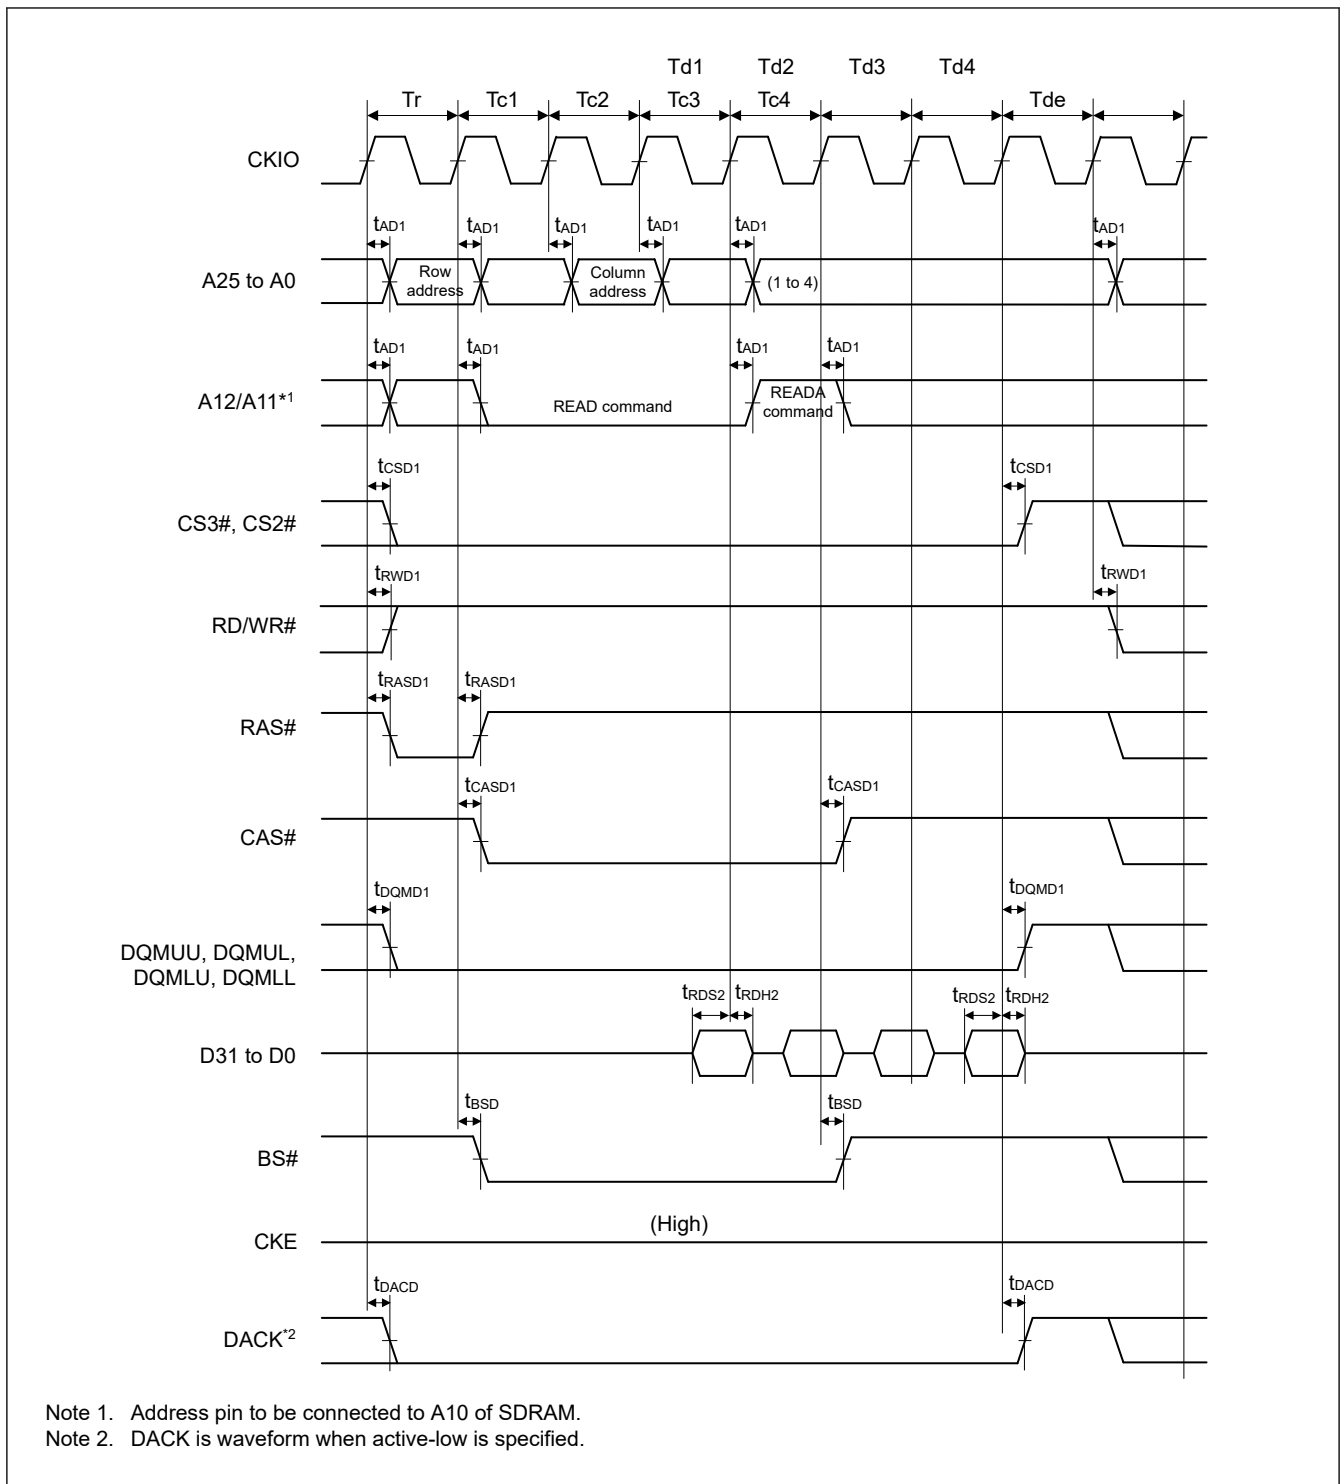 Td1 Td2 Td3 Td4
Tr Tc1 Tc2 Tc3 Tc4 Tde
CKIO
tAD1 tAD1 tAD1 tAD1 tAD1 tAD1
A25 to A0
Row
address
Column
address
(1 to 4)
tAD1 tAD1 tAD1 tAD1
A12/A11*1
READ command
READA
command
tCSD1 tCSD1
CS3#, CS2#
tRWD1 tRWD1
RD/WR#
tRASD1 tRASD1
RAS#
tCASD1 tCASD1
CAS#
tDQMD1 tDQMD1
DQMUU, DQMUL,
DQMLU, DQMLL
tRDS2 tRDH2 tRDS2 tRDH2
D31 to D0
tBSD tBSD
BS#
(High)
CKE
tDACD tDACD
DACK*2
Note 1. Address pin to be connected to A10 of SDRAM.
Note 2. DACK is waveform when active-low is specified.